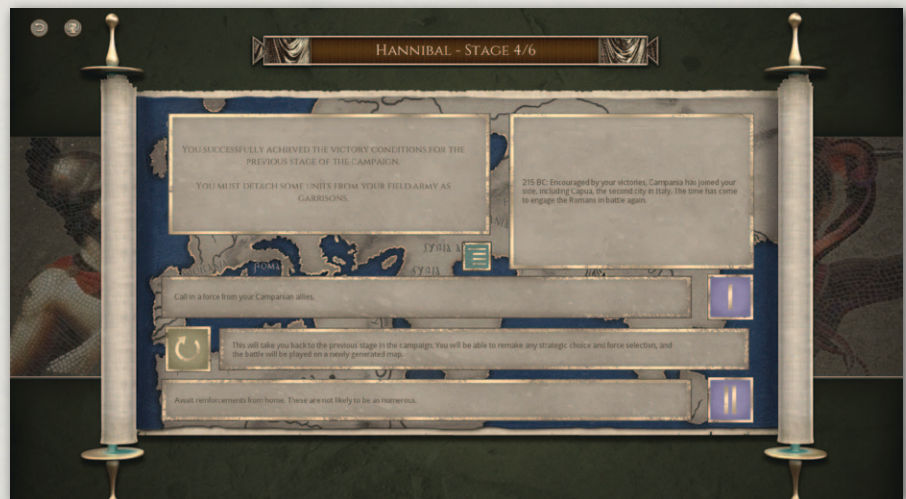 HANNIBAL - STAGE 4/6
YOU SUCCESSFULLY ACHIEVED THE VICTORY CONDITIONS FOR THE
PREVIOUS STAGE OF THE CAMPAIGN.
YOU MUST DETACH SOME UNITS FROM YOUR FIELD ARMY AS
GARRISONS.
215 BC: Encouraged by your victories, Campania has joined your
side, including Capua, the second city in Italy. The time has come
to engage the Romans in battle again.
ROMA
Call in a force from your Campanian allies.
I
This will take you back to the previous stage in the campaign. You will be able to remake any strategic choice and force selection, and
the battle will be played on a newly generated map.
Await reinforcements from home. These are not likely to be as numerous.
II